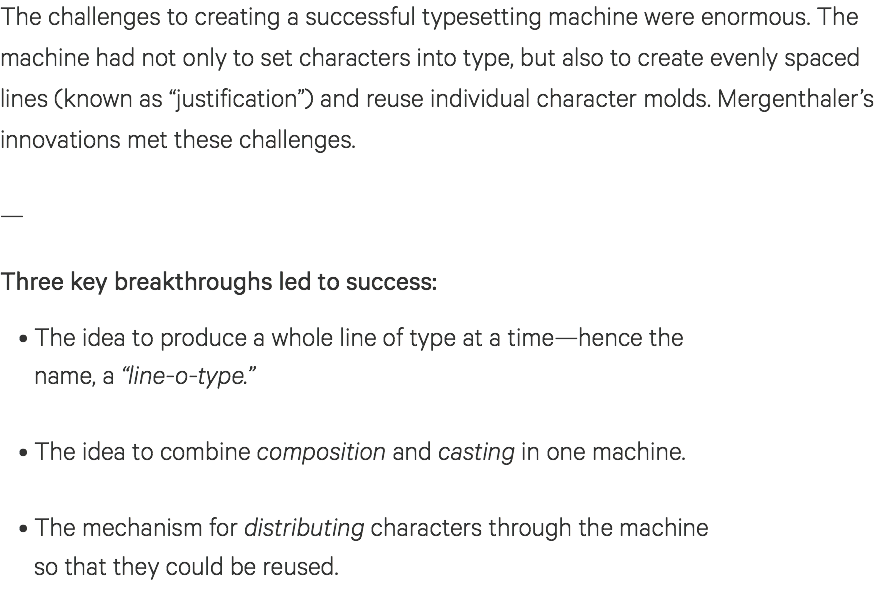 The challenges to creating a successful typesetting machine were enormous. The
machine had not only to set characters into type, but also to create evenly spaced
lines (known as “justification”) and reuse individual character molds. Mergenthaler’s
innovations met these challenges.
—
Three key breakthroughs led to success:
• The idea to produce a whole line of type at a time—hence the
name, a “line-o-type.”
• The idea to combine composition and casting in one machine.
• The mechanism for distributing characters through the machine
so that they could be reused.